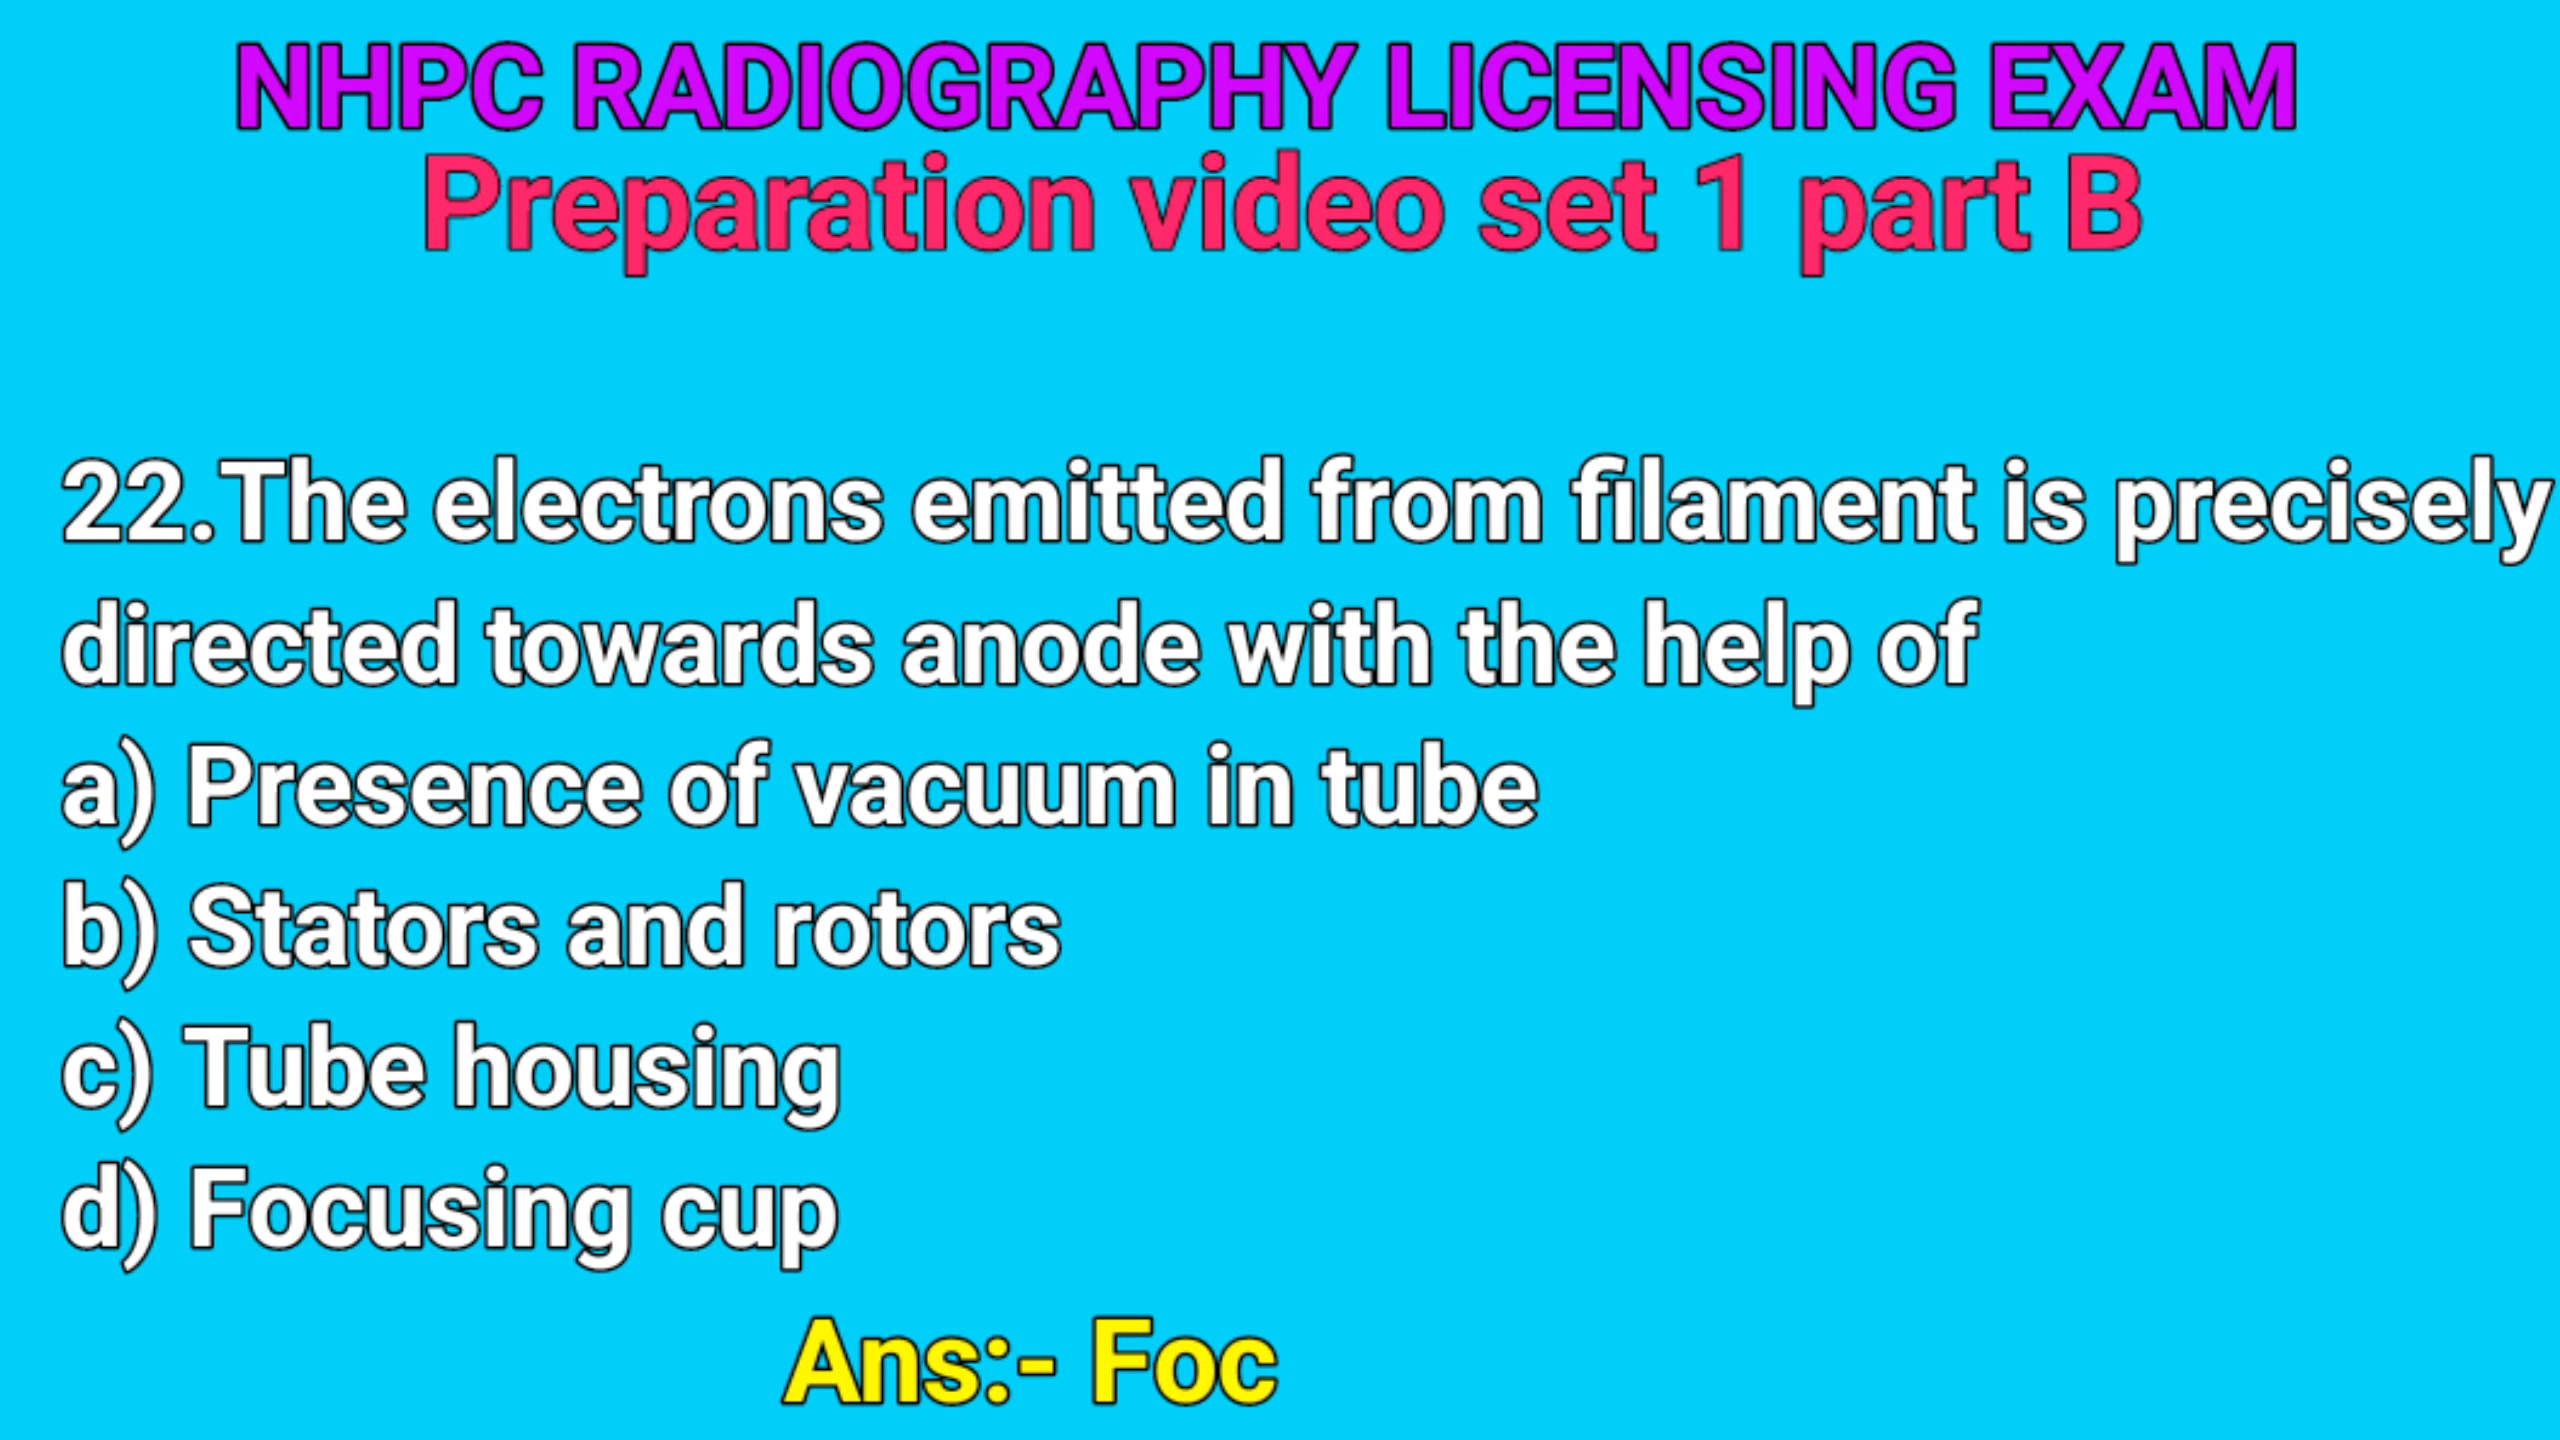 NHPC RADIOGRAPHY LICENSING EXAM
Preparation video set 1 part B
22.The electrons emitted from filament is precisely
directed towards anode with the help of
a) Presence of vacuum in tube
b) Stators and rotors
c) Tube housing
d) Focusing cup
Ans:- Foc